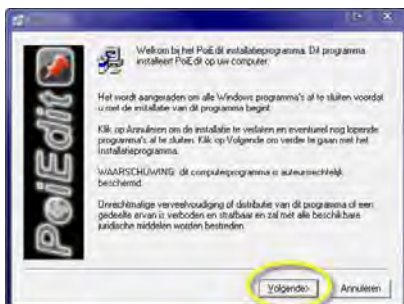 PoiEdit
Welkom bij het PoiEdit installatieprogramma. Dit programma
installeert PoiEdit op uw computer.
Het wordt aangeraden om alle Windows programma's af te sluiten voordat
u met de installatie van dit programma begint.
Klik op Annuleren om de installatie te verlaten en eventueel nog lopende
programma's af te sluiten. Klik op Volgende om verder te gaan met het
Installatieprogramma.
WAARSCHUWING: dit computerprogramma is auteursrechtelijk
beschermd.
Onrechtmatige verveelvoudiging of distributie van dit programma of een
gedeelte ervan is verboden en strafbaar en zal met alle beschikbare
juridische middelen worden bestreden.
Volgende>
Annuleren